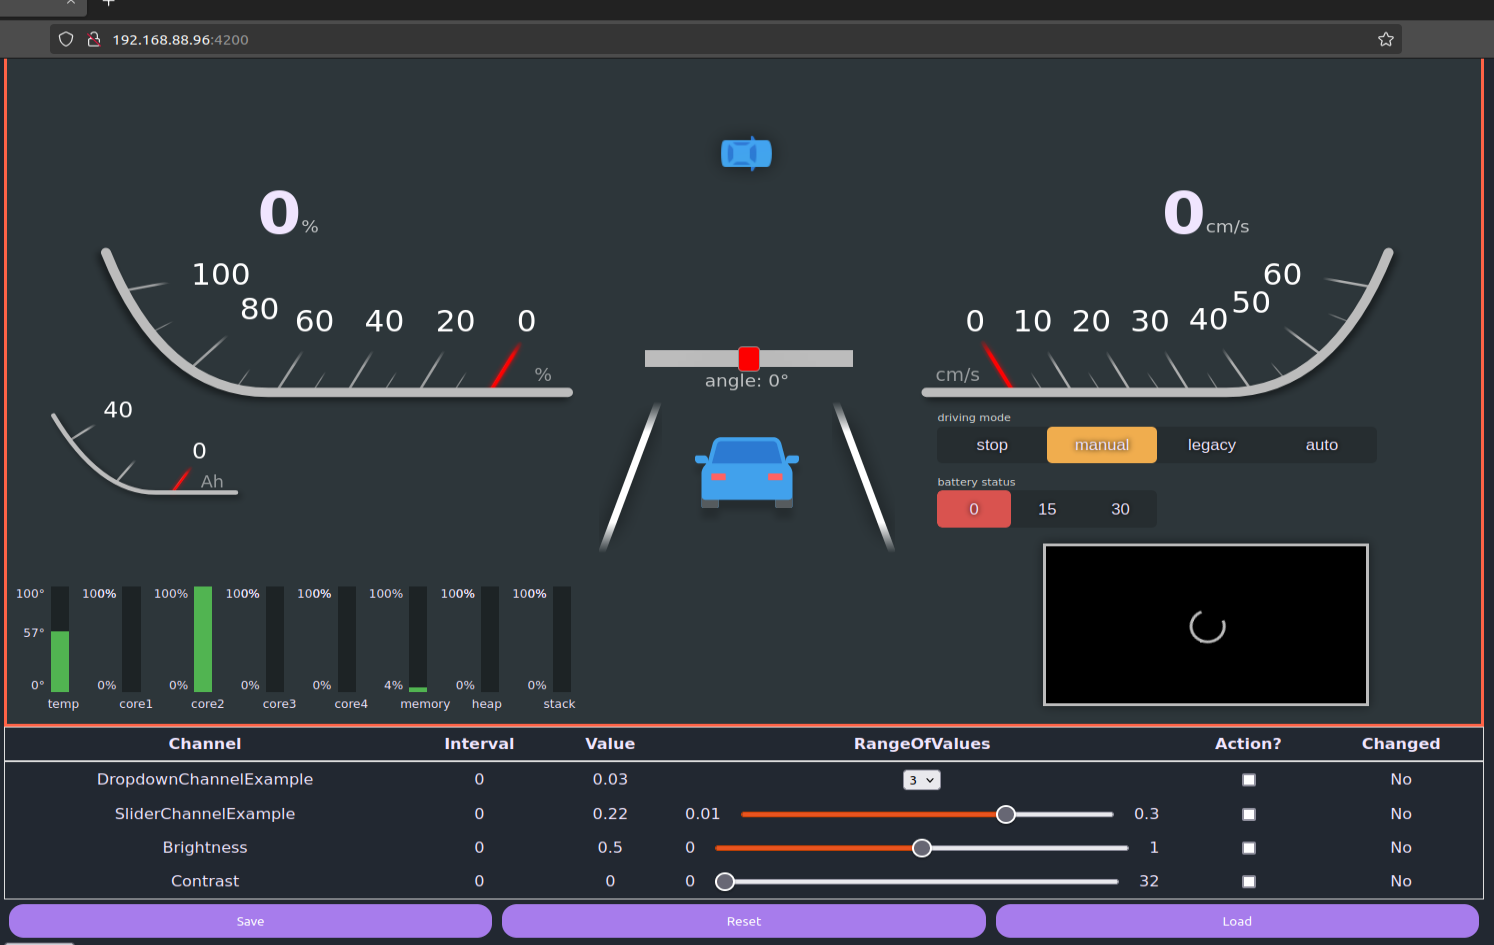 192.168.88.96:4200
0 %
0 cm/s
100 80 60 40 20 0
%
0 10 20 30 40 50 60
cm/s
angle: 0°
40
0
Ah
driving mode
stop manual legacy auto
battery status
0 15 30
100° 100% 100% 100% 100% 100% 100% 100%
57°
0° 0% 0% 0% 0% 4% 0% 0%
temp core1 core2 core3 core4 memory heap stack
Channel Interval Value RangeOfValues Action? Changed
DropdownChannelExample 0 0.03 3 No
SliderChannelExample 0 0.22 0.01 0.3 No
Brightness 0 0.5 0 1 No
Contrast 0 0 0 32 No
Save Reset Load